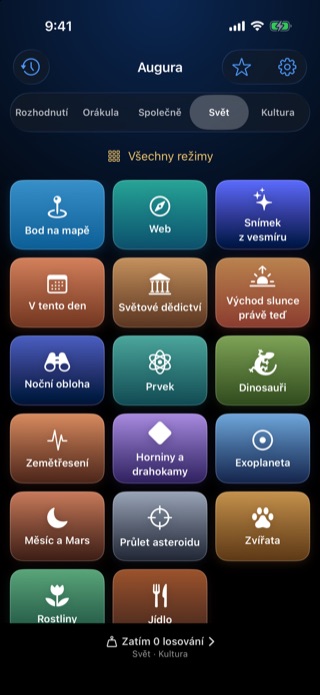 9:41
Augura
Rozhodnutí Orákula Společně Svět Kultura
Všechny režimy
Bod na mapě
Web
Snímek
z vesmíru
V tento den
Světové dědictví
Východ slunce
právě teď
Noční obloha
Prvek
Dinosauři
Zemětřesení
Horniny a
drahokamy
Exoplaneta
Měsíc a Mars
Průlet asteroidu
Zvířata
Rostliny
Jídlo
Zatím 0 losování
Svět · Kultura